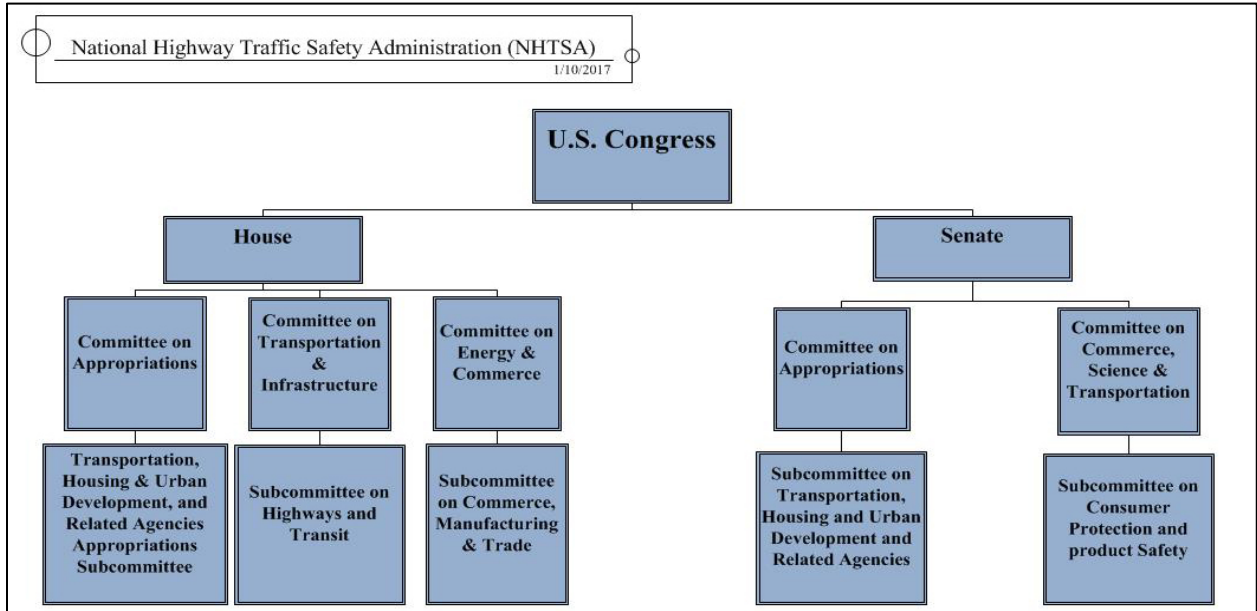 National Highway Traffic Safety Administration (NHTSA)
1/10/2017
U.S. Congress
House
Senate
Committee on
Appropriations
Committee on
Transportation
&
Infrastructure
Committee on
Energy &
Commerce
Committee on
Appropriations
Committee on
Commerce,
Science &
Transportation
Transportation,
Housing & Urban
Development, and
Related Agencies
Appropriations
Subcommittee
Subcommittee on
Highways and
Transit
Subcommittee
on Commerce,
Manufacturing
& Trade
Subcommittee on
Transportation,
Housing and Urban
Development and
Related Agencies
Subcommittee on
Consumer
Protection and
product Safety